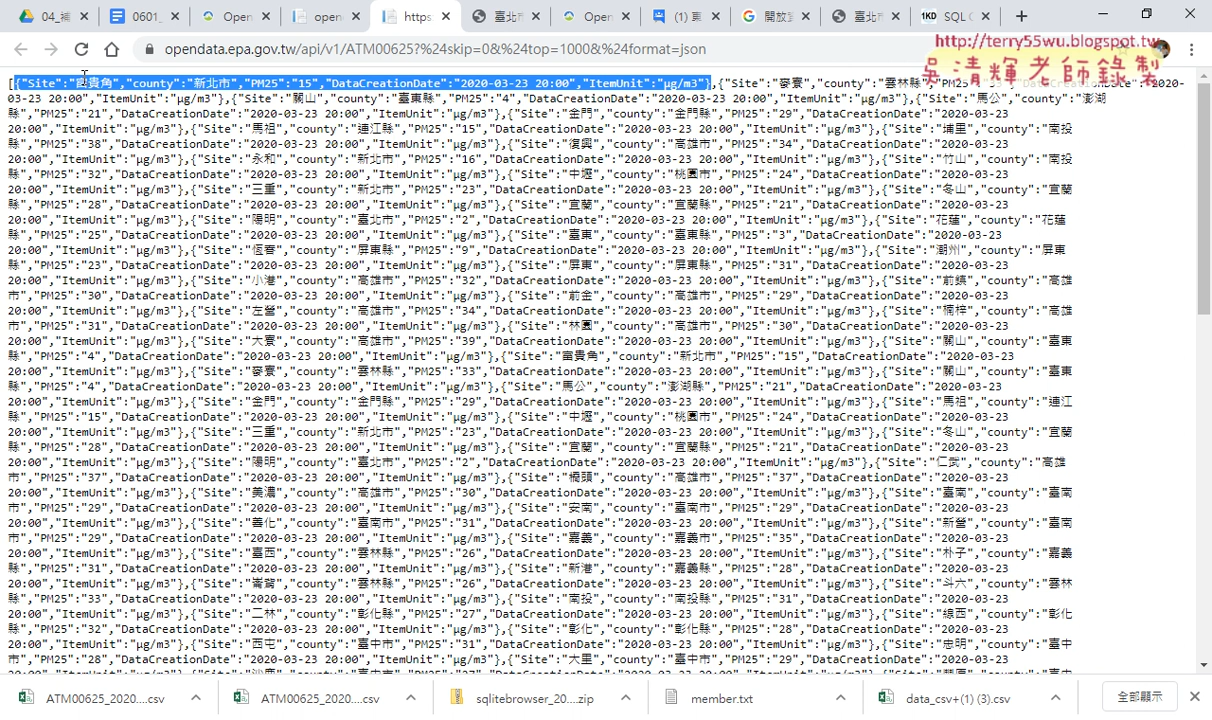 04_補
0601_
Open
open
https
臺北市
Open
(1) 東
開放資
臺北市
SQL C
opendata.epa.gov.tw/api/v1/ATM00625?%24skip=0&%24top=1000&%24format=json
http://terry55wu.blogspot.tw
吳清輝老師錄製
[{"Site":"富貴角","county":"新北市","PM25":"15","DataCreationDate":"2020-03-23 20:00","ItemUnit":"μg/m3"},{"Site":"麥寮","county":"雲林縣","PM25":"33","DataCreationDate":"2020-
03-23 20:00","ItemUnit":"μg/m3"},{"Site":"關山","county":"臺東縣","PM25":"4","DataCreationDate":"2020-03-23 20:00","ItemUnit":"μg/m3"},{"Site":"馬公","county":"澎湖
縣","PM25":"21","DataCreationDate":"2020-03-23 20:00","ItemUnit":"μg/m3"},{"Site":"金門","county":"金門縣","PM25":"29","DataCreationDate":"2020-03-23
20:00","ItemUnit":"μg/m3"},{"Site":"馬祖","county":"連江縣","PM25":"15","DataCreationDate":"2020-03-23 20:00","ItemUnit":"μg/m3"},{"Site":"埔里","county":"南投
縣","PM25":"38","DataCreationDate":"2020-03-23 20:00","ItemUnit":"μg/m3"},{"Site":"復興","county":"高雄市","PM25":"34","DataCreationDate":"2020-03-23
20:00","ItemUnit":"μg/m3"},{"Site":"永和","county":"新北市","PM25":"16","DataCreationDate":"2020-03-23 20:00","ItemUnit":"μg/m3"},{"Site":"竹山","county":"南投
縣","PM25":"32","DataCreationDate":"2020-03-23 20:00","ItemUnit":"μg/m3"},{"Site":"中壢","county":"桃園市","PM25":"24","DataCreationDate":"2020-03-23
20:00","ItemUnit":"μg/m3"},{"Site":"三重","county":"新北市","PM25":"23","DataCreationDate":"2020-03-23 20:00","ItemUnit":"μg/m3"},{"Site":"冬山","county":"宜蘭
縣","PM25":"28","DataCreationDate":"2020-03-23 20:00","ItemUnit":"μg/m3"},{"Site":"宜蘭","county":"宜蘭縣","PM25":"21","DataCreationDate":"2020-03-23
20:00","ItemUnit":"μg/m3"},{"Site":"陽明","county":"臺北市","PM25":"2","DataCreationDate":"2020-03-23 20:00","ItemUnit":"μg/m3"},{"Site":"花蓮","county":"花蓮
縣","PM25":"25","DataCreationDate":"2020-03-23 20:00","ItemUnit":"μg/m3"},{"Site":"臺東","county":"臺東縣","PM25":"3","DataCreationDate":"2020-03-23
20:00","ItemUnit":"μg/m3"},{"Site":"恆春","county":"屏東縣","PM25":"9","DataCreationDate":"2020-03-23 20:00","ItemUnit":"μg/m3"},{"Site":"潮州","county":"屏東
縣","PM25":"23","DataCreationDate":"2020-03-23 20:00","ItemUnit":"μg/m3"},{"Site":"屏東","county":"屏東縣","PM25":"31","DataCreationDate":"2020-03-23
20:00","ItemUnit":"μg/m3"},{"Site":"小港","county":"高雄市","PM25":"32","DataCreationDate":"2020-03-23 20:00","ItemUnit":"μg/m3"},{"Site":"前鎮","county":"高雄
市","PM25":"30","DataCreationDate":"2020-03-23 20:00","ItemUnit":"μg/m3"},{"Site":"前金","county":"高雄市","PM25":"29","DataCreationDate":"2020-03-23
20:00","ItemUnit":"μg/m3"},{"Site":"左營","county":"高雄市","PM25":"34","DataCreationDate":"2020-03-23 20:00","ItemUnit":"μg/m3"},{"Site":"楠梓","county":"高雄
市","PM25":"31","DataCreationDate":"2020-03-23 20:00","ItemUnit":"μg/m3"},{"Site":"林園","county":"高雄市","PM25":"30","DataCreationDate":"2020-03-23
20:00","ItemUnit":"μg/m3"},{"Site":"大寮","county":"高雄市","PM25":"39","DataCreationDate":"2020-03-23 20:00","ItemUnit":"μg/m3"},{"Site":"關山","county":"臺東
縣","PM25":"4","DataCreationDate":"2020-03-23 20:00","ItemUnit":"μg/m3"},{"Site":"富貴角","county":"新北市","PM25":"15","DataCreationDate":"2020-03-23
20:00","ItemUnit":"μg/m3"},{"Site":"麥寮","county":"雲林縣","PM25":"33","DataCreationDate":"2020-03-23 20:00","ItemUnit":"μg/m3"},{"Site":"關山","county":"臺東
縣","PM25":"4","DataCreationDate":"2020-03-23 20:00","ItemUnit":"μg/m3"},{"Site":"馬公","county":"澎湖縣","PM25":"21","DataCreationDate":"2020-03-23
20:00","ItemUnit":"μg/m3"},{"Site":"金門","county":"金門縣","PM25":"29","DataCreationDate":"2020-03-23 20:00","ItemUnit":"μg/m3"},{"Site":"馬祖","county":"連江
縣","PM25":"15","DataCreationDate":"2020-03-23 20:00","ItemUnit":"μg/m3"},{"Site":"中壢","county":"桃園市","PM25":"24","DataCreationDate":"2020-03-23
20:00","ItemUnit":"μg/m3"},{"Site":"三重","county":"新北市","PM25":"23","DataCreationDate":"2020-03-23 20:00","ItemUnit":"μg/m3"},{"Site":"冬山","county":"宜蘭
縣","PM25":"28","DataCreationDate":"2020-03-23 20:00","ItemUnit":"μg/m3"},{"Site":"宜蘭","county":"宜蘭縣","PM25":"21","DataCreationDate":"2020-03-23
20:00","ItemUnit":"μg/m3"},{"Site":"陽明","county":"臺北市","PM25":"2","DataCreationDate":"2020-03-23 20:00","ItemUnit":"μg/m3"},{"Site":"仁武","county":"高雄
市","PM25":"37","DataCreationDate":"2020-03-23 20:00","ItemUnit":"μg/m3"},{"Site":"橋頭","county":"高雄市","PM25":"37","DataCreationDate":"2020-03-23
20:00","ItemUnit":"μg/m3"},{"Site":"美濃","county":"高雄市","PM25":"30","DataCreationDate":"2020-03-23 20:00","ItemUnit":"μg/m3"},{"Site":"臺南","county":"臺南
市","PM25":"29","DataCreationDate":"2020-03-23 20:00","ItemUnit":"μg/m3"},{"Site":"安南","county":"臺南市","PM25":"29","DataCreationDate":"2020-03-23
20:00","ItemUnit":"μg/m3"},{"Site":"善化","county":"臺南市","PM25":"31","DataCreationDate":"2020-03-23 20:00","ItemUnit":"μg/m3"},{"Site":"新營","county":"臺南
市","PM25":"29","DataCreationDate":"2020-03-23 20:00","ItemUnit":"μg/m3"},{"Site":"嘉義","county":"嘉義市","PM25":"35","DataCreationDate":"2020-03-23
20:00","ItemUnit":"μg/m3"},{"Site":"臺西","county":"雲林縣","PM25":"26","DataCreationDate":"2020-03-23 20:00","ItemUnit":"μg/m3"},{"Site":"朴子","county":"嘉義
縣","PM25":"31","DataCreationDate":"2020-03-23 20:00","ItemUnit":"μg/m3"},{"Site":"新港","county":"嘉義縣","PM25":"28","DataCreationDate":"2020-03-23
20:00","ItemUnit":"μg/m3"},{"Site":"崙背","county":"雲林縣","PM25":"26","DataCreationDate":"2020-03-23 20:00","ItemUnit":"μg/m3"},{"Site":"斗六","county":"雲林
縣","PM25":"33","DataCreationDate":"2020-03-23 20:00","ItemUnit":"μg/m3"},{"Site":"南投","county":"南投縣","PM25":"31","DataCreationDate":"2020-03-23
20:00","ItemUnit":"μg/m3"},{"Site":"二林","county":"彰化縣","PM25":"27","DataCreationDate":"2020-03-23 20:00","ItemUnit":"μg/m3"},{"Site":"線西","county":"彰化
縣","PM25":"32","DataCreationDate":"2020-03-23 20:00","ItemUnit":"μg/m3"},{"Site":"彰化","county":"彰化縣","PM25":"28","DataCreationDate":"2020-03-23
20:00","ItemUnit":"μg/m3"},{"Site":"西屯","county":"臺中市","PM25":"31","DataCreationDate":"2020-03-23 20:00","ItemUnit":"μg/m3"},{"Site":"忠明","county":"臺中
市","PM25":"28","DataCreationDate":"2020-03-23 20:00","ItemUnit":"μg/m3"},{"Site":"大里","county":"臺中市","PM25":"29","DataCreationDate":"2020-03-23
ATM00625_2020....csv
ATM00625_2020....csv
sqlitebrowser_20....zip
member.txt
data_csv+(1) (3).csv
全部顯示